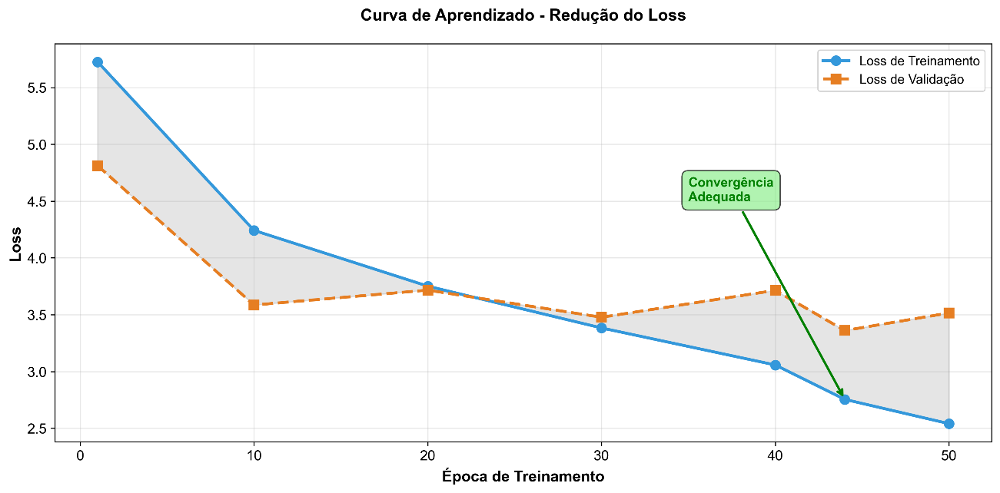 Curva de Aprendizado - Redução do Loss
Loss de Treinamento
Loss de Validação
Convergência
Adequada
Loss
5.5
5.0
4.5
4.0
3.5
3.0
2.5
0
10
20
30
40
50
Época de Treinamento